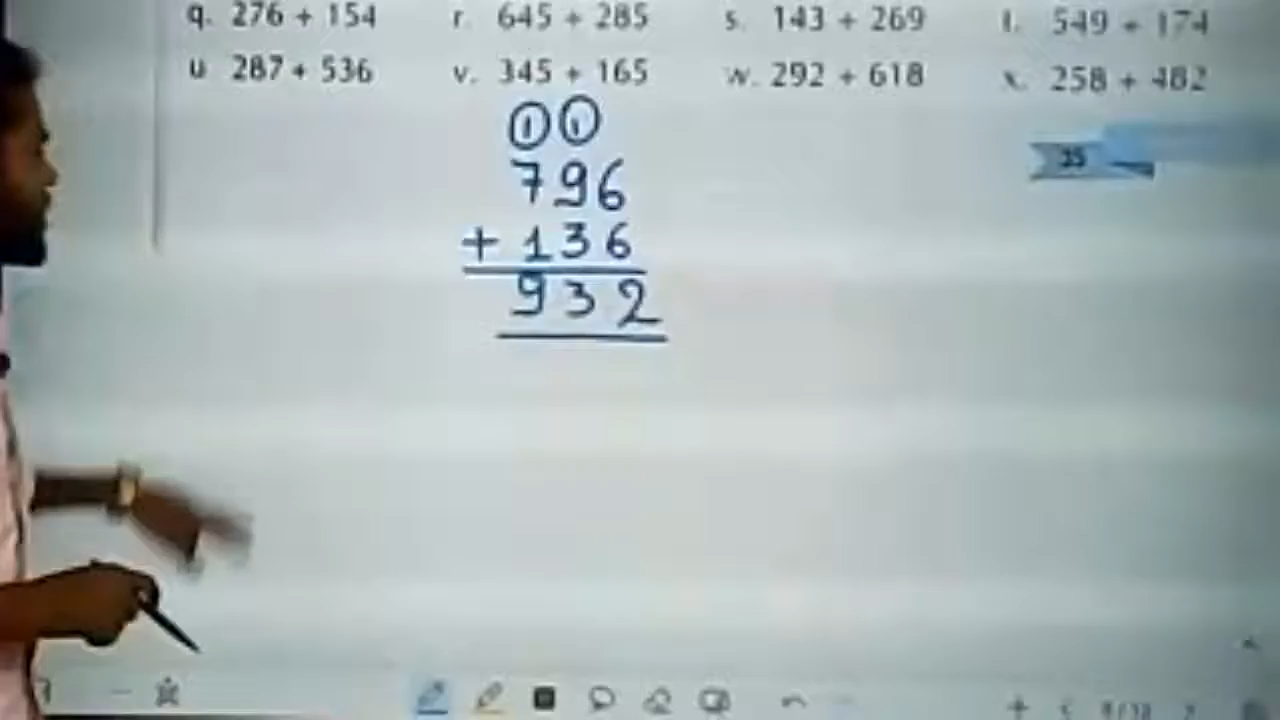 q. 276 + 154 r. 645 + 285 s. 143 + 269 t. 549 + 174
u 287 + 536 v. 345 + 165 w. 292 + 618 x. 258 + 482
1 1
796
+ 136
932
35